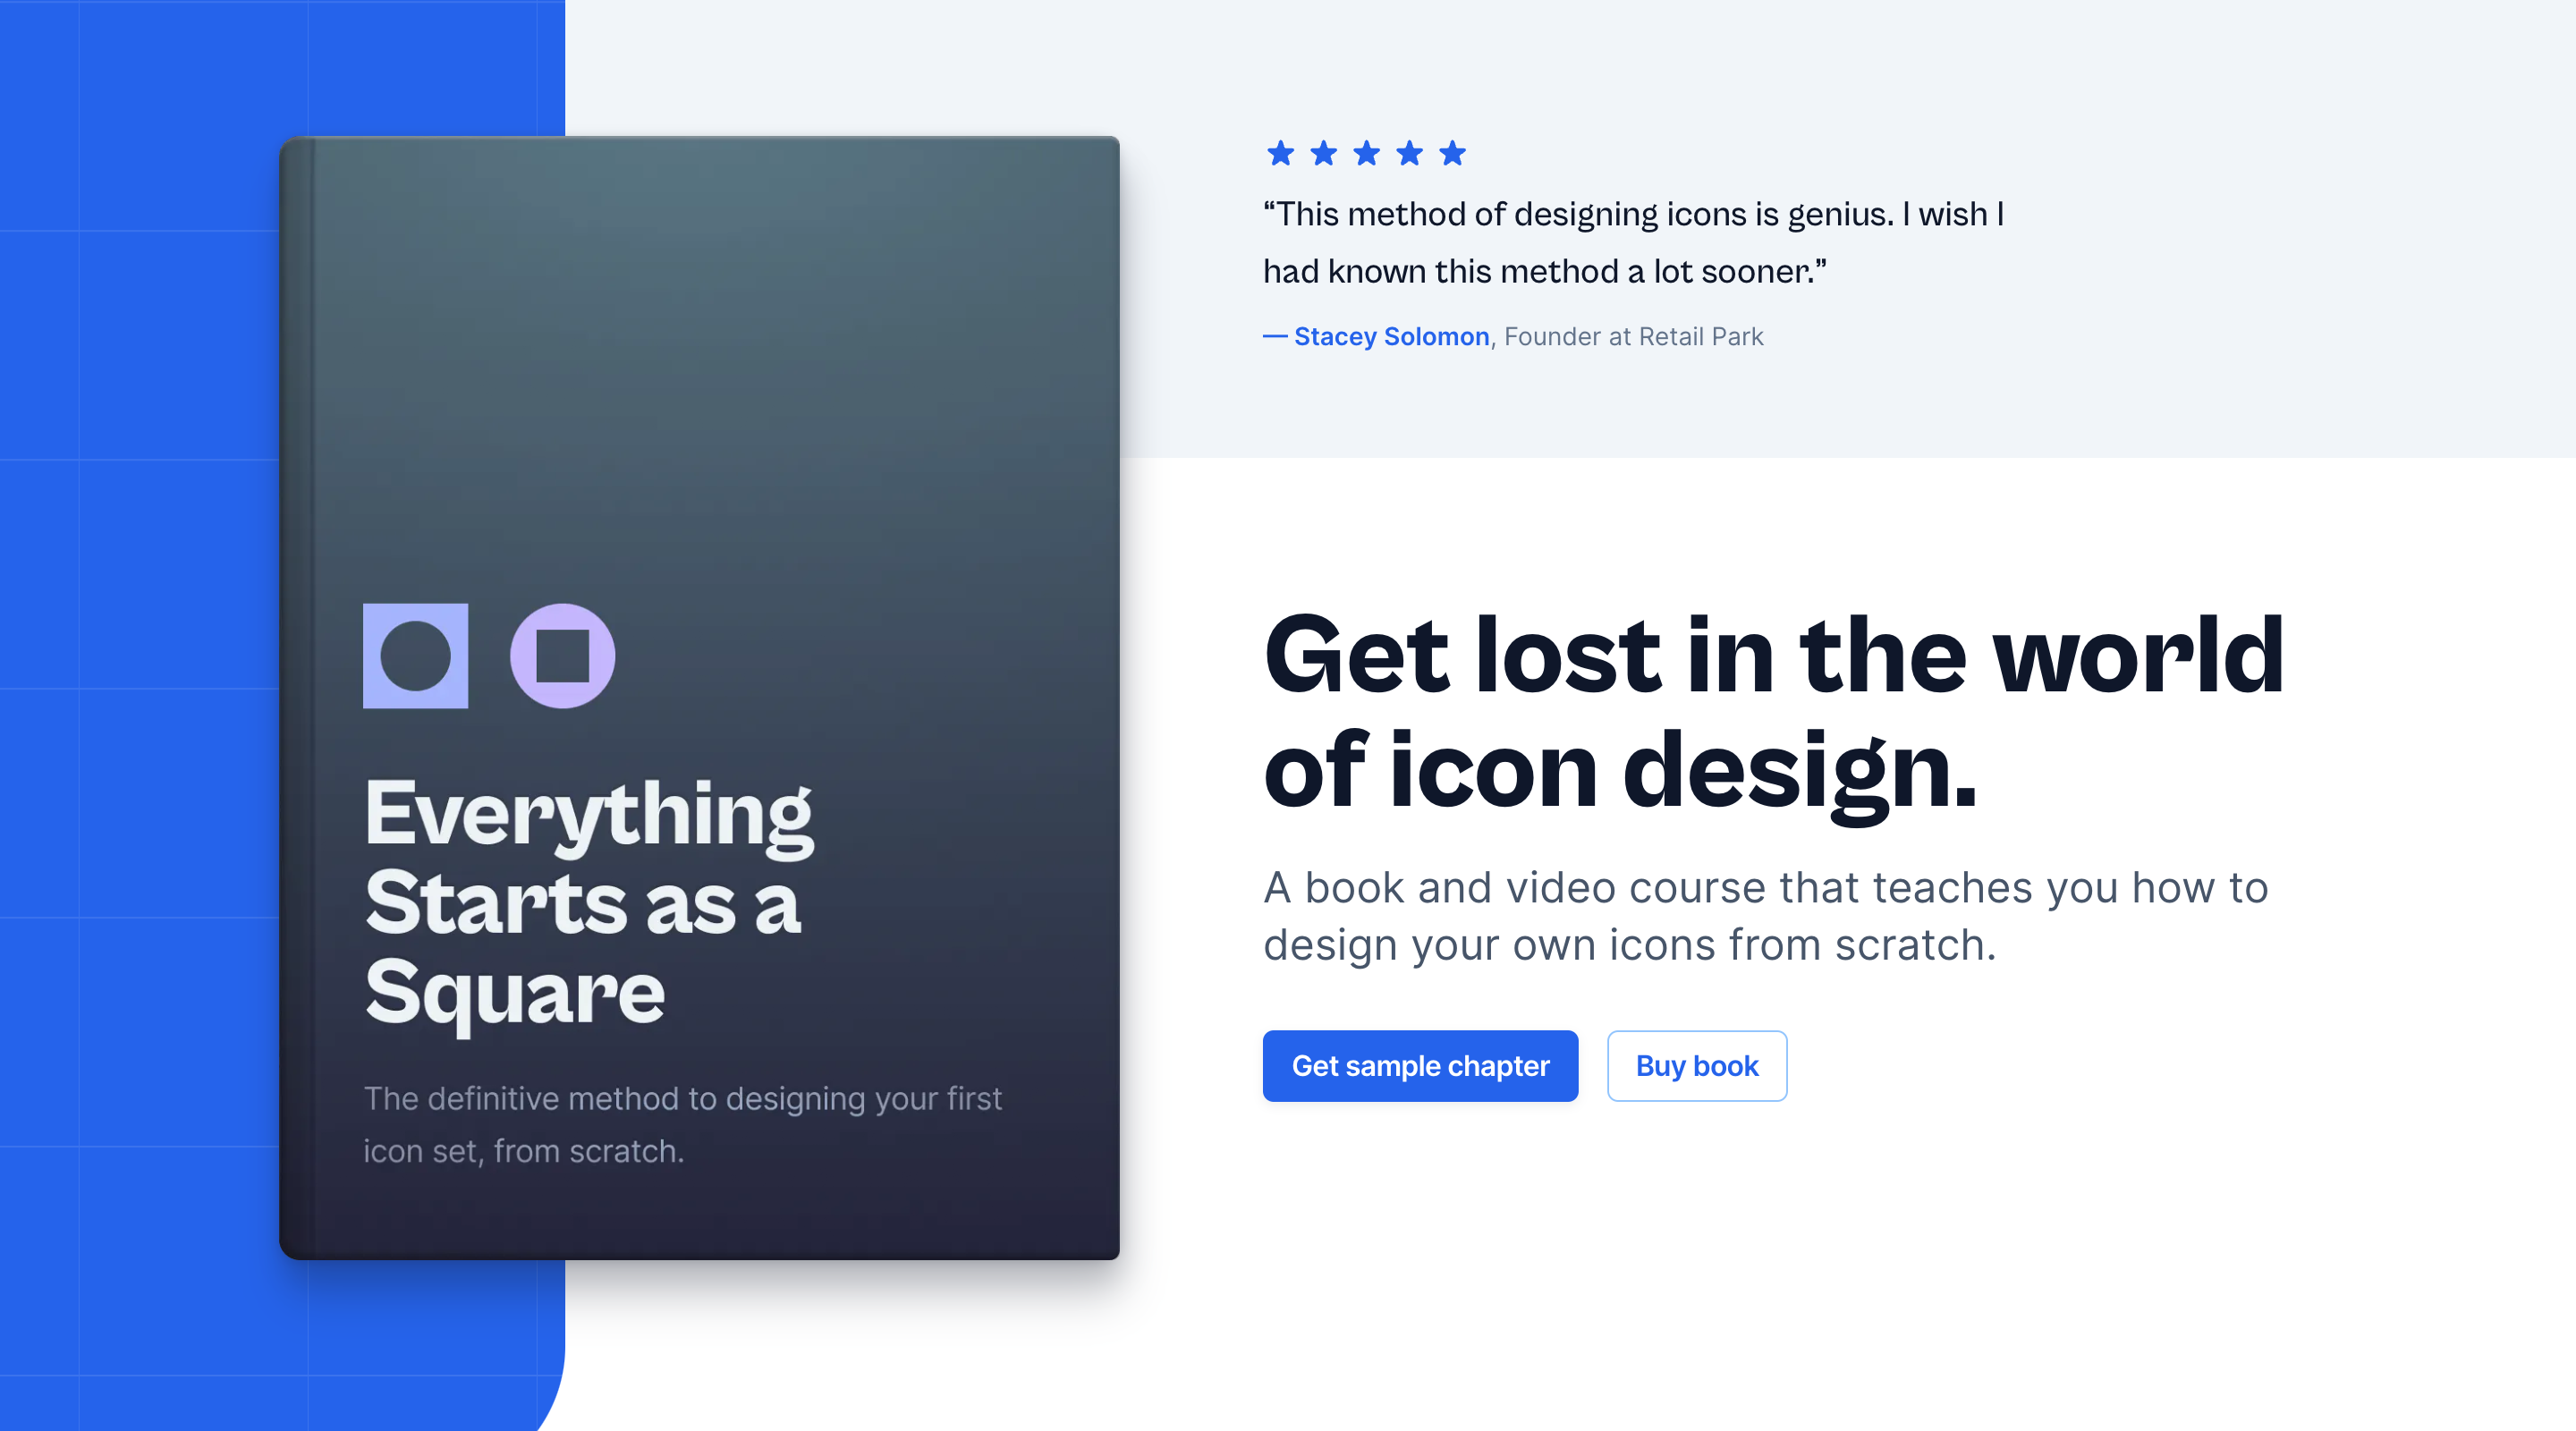 “This method of designing icons is genius. I wish I
had known this method a lot sooner.”
— Stacey Solomon, Founder at Retail Park
Everything
Starts as a
Square
The definitive method to designing your first
icon set, from scratch.
Get lost in the world
of icon design.
A book and video course that teaches you how to
design your own icons from scratch.
Get sample chapter
Buy book